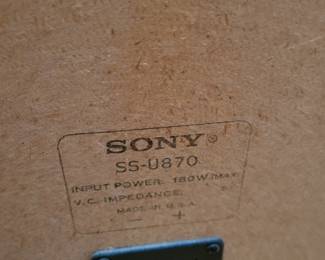 SONY®
SS-U870
INPUT POWER: 180W (MAX)
V.C. IMPEDANCE:
MADE IN U.S.A
— +